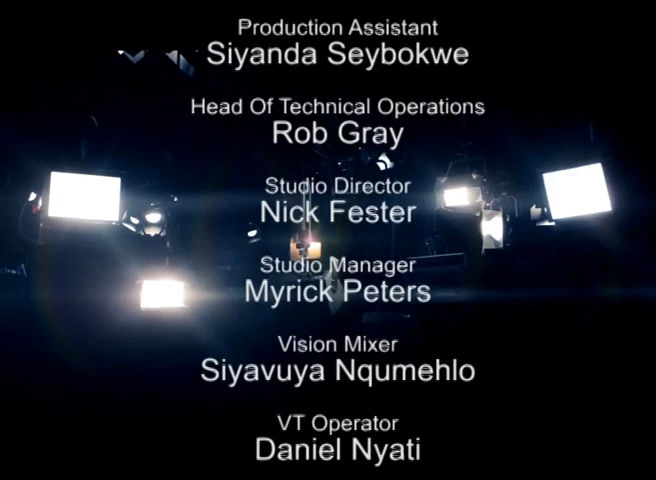 Production Assistant
Siyanda Seybokwe
Head Of Technical Operations
Rob Gray
Studio Director
Nick Fester
Studio Manager
Myrick Peters
Vision Mixer
Siyavuya Nqumehlo
VT Operator
Daniel Nyati